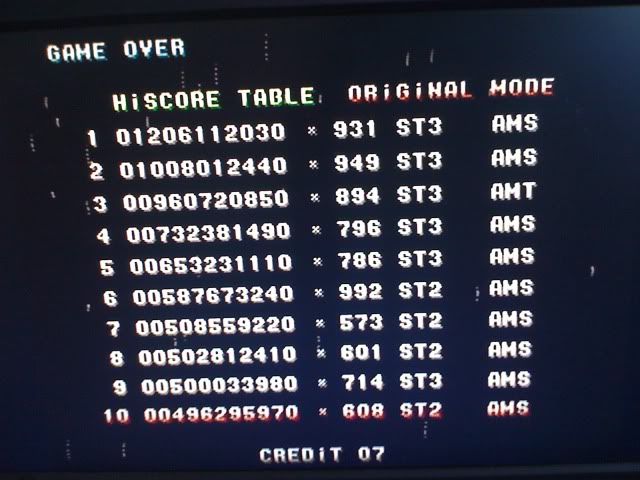 GAME OVER
HiSCORE TABLE ORiGiNAL MODE
1 01206112030 × 931 ST3 AMS
2 01008012440 × 949 ST3 AMS
3 00960720850 × 894 ST3 AMT
4 00732381490 × 796 ST3 AMS
5 00653231110 × 786 ST3 AMS
6 00587673240 × 992 ST2 AMS
7 00508559220 × 573 ST2 AMS
8 00502812410 × 601 ST2 AMS
9 00500033980 × 714 ST3 AMS
10 00496295970 × 608 ST2 AMS
CREDiT 07